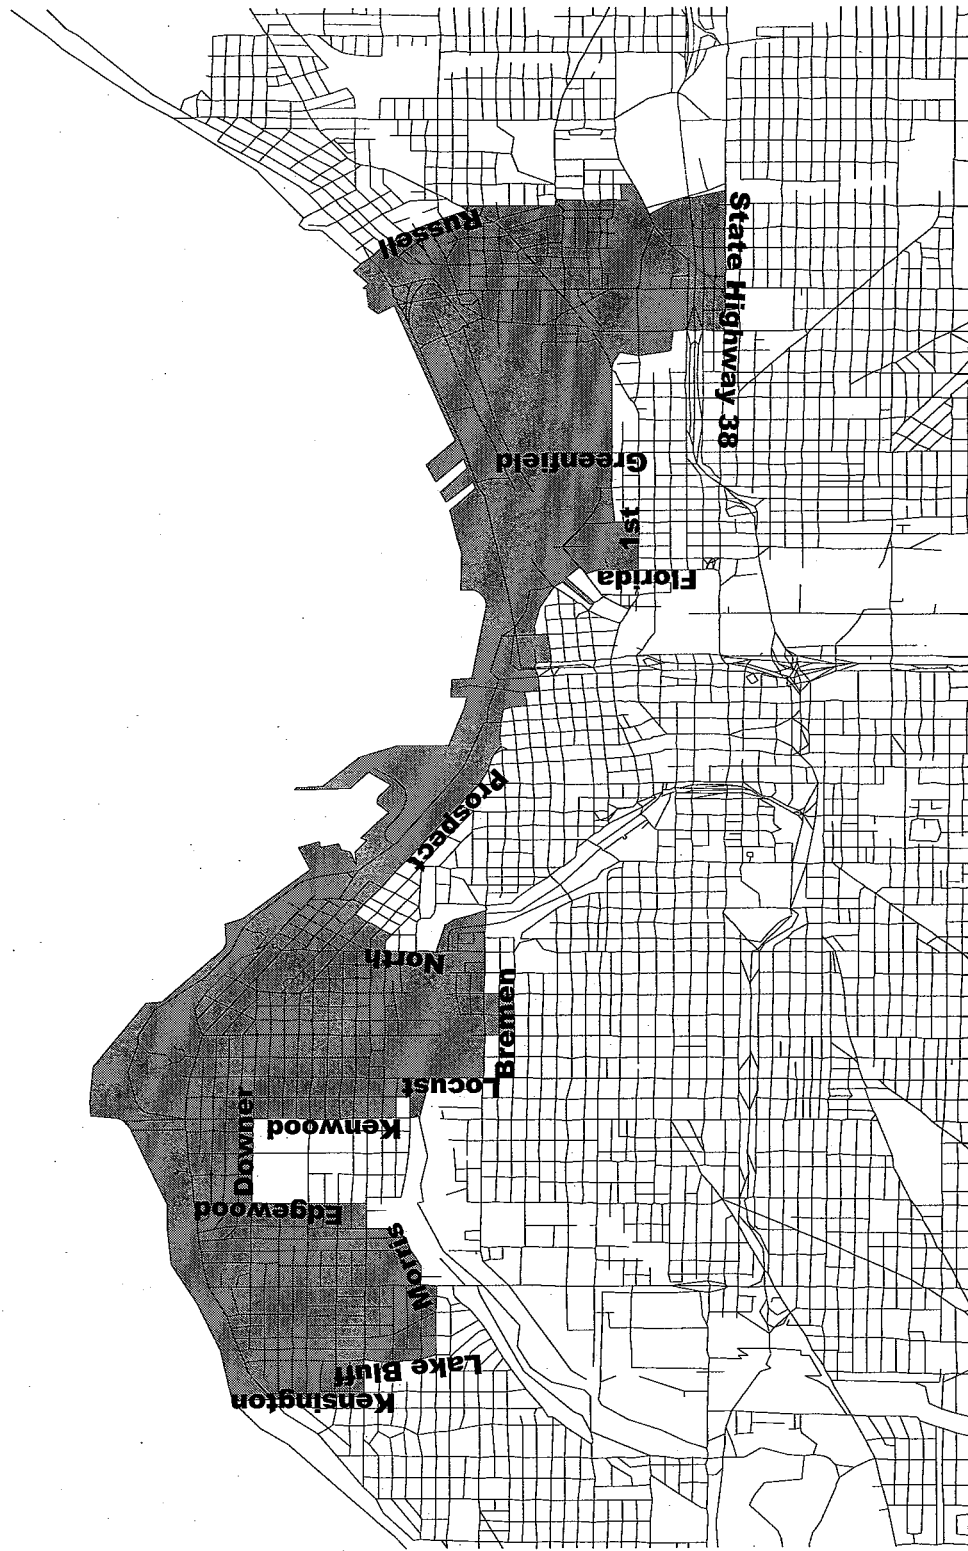 Russell
State Highway 38
Greenfield
1st
Florida
Prospect
North
Bremen
Locust
Downer
Kenwood
Edgewood
Morris
Lake Bluff
Kensington